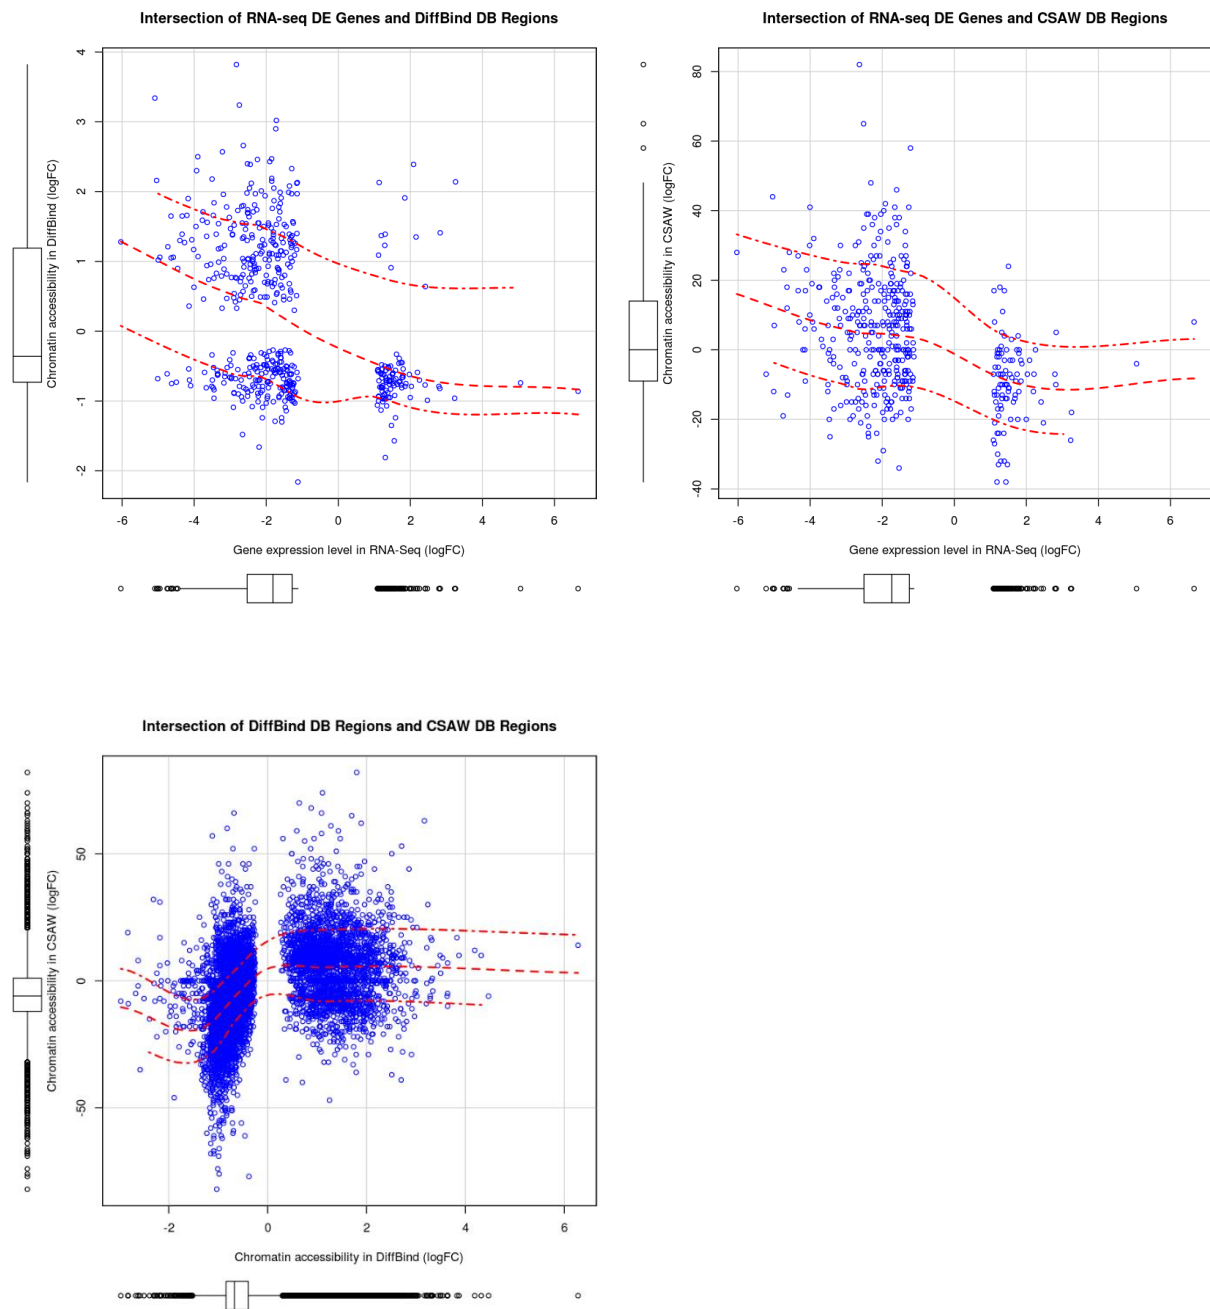 Intersection of RNA-seq DE Genes and DiffBind DB Regions
Chromatin accessibility in DiffBind (logFC)
4
3
2
1
0
-1
-2
-6 -4 -2 0 2 4 6
Gene expression level in RNA-Seq (logFC)
Intersection of RNA-seq DE Genes and CSAW DB Regions
Chromatin accessibility in CSAW (logFC)
80
60
40
20
0
-20
-40
-6 -4 -2 0 2 4 6
Gene expression level in RNA-Seq (logFC)
Intersection of DiffBind DB Regions and CSAW DB Regions
Chromatin accessibility in CSAW (logFC)
50
0
-50
-2 0 2 4 6
Chromatin accessibility in DiffBind (logFC)